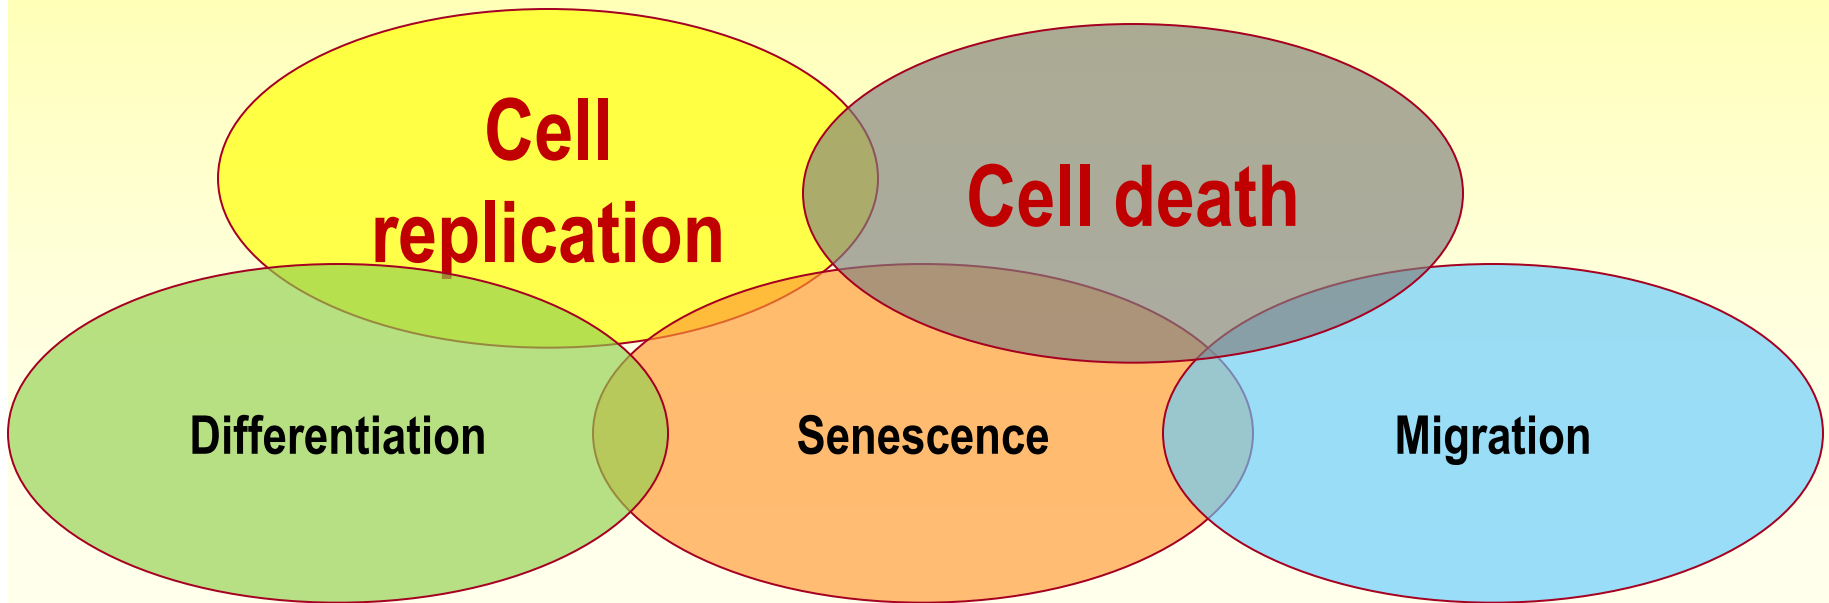 Cell
replication
Cell death
Differentiation
Senescence
Migration